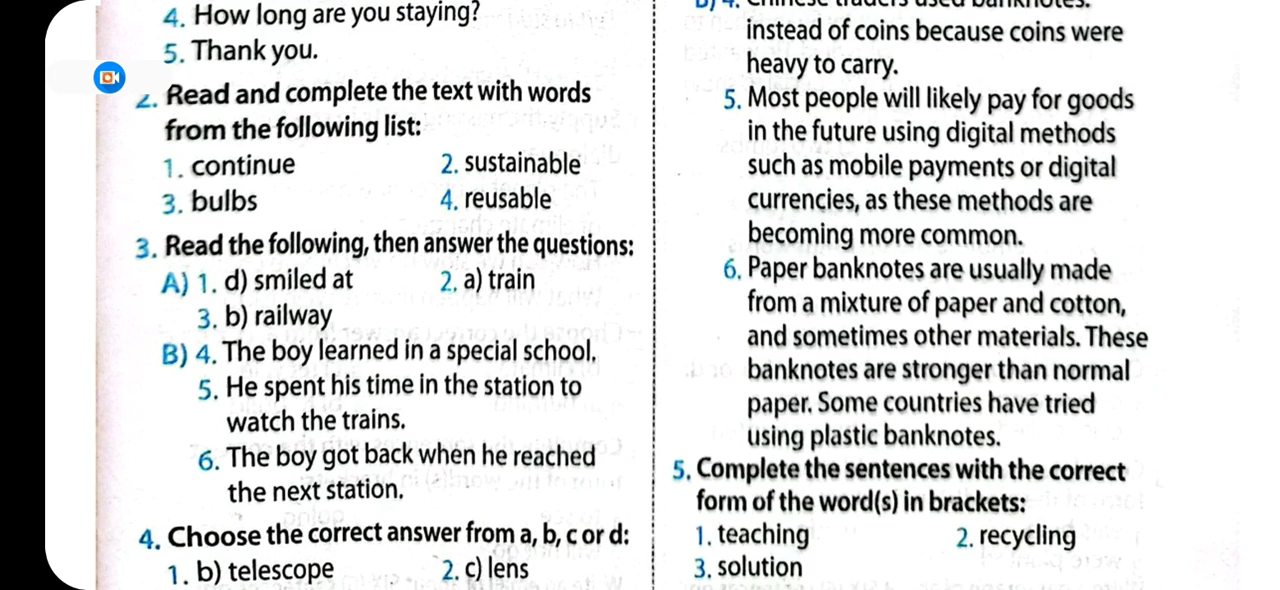 4. How long are you staying?
5. Thank you.
2. Read and complete the text with words
from the following list:
1. continue 2. sustainable
3. bulbs 4. reusable
3. Read the following, then answer the questions:
A) 1. d) smiled at 2. a) train
3. b) railway
B) 4. The boy learned in a special school.
5. He spent his time in the station to
watch the trains.
6. The boy got back when he reached
the next station.
4. Choose the correct answer from a, b, c or d:
1. b) telescope 2. c) lens
B) 4. Chinese traders used banknotes.
instead of coins because coins were
heavy to carry.
5. Most people will likely pay for goods
in the future using digital methods
such as mobile payments or digital
currencies, as these methods are
becoming more common.
6. Paper banknotes are usually made
from a mixture of paper and cotton,
and sometimes other materials. These
banknotes are stronger than normal
paper. Some countries have tried
using plastic banknotes.
5. Complete the sentences with the correct
form of the word(s) in brackets:
1. teaching 2. recycling
3. solution